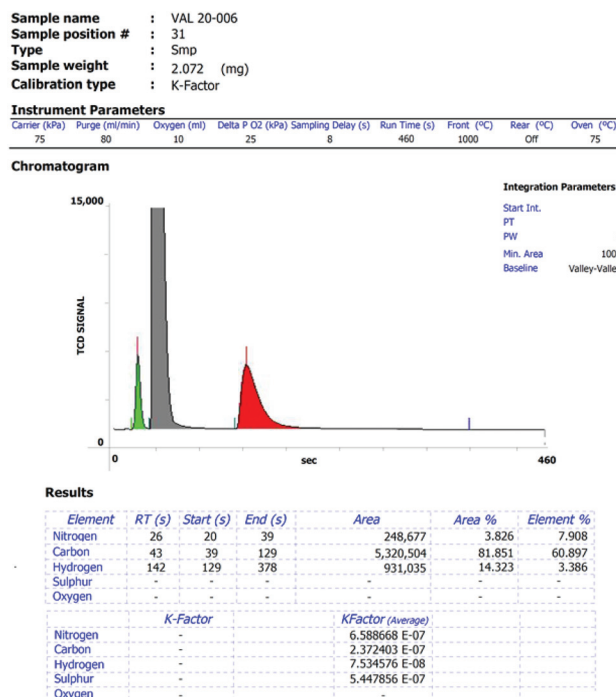 Sample name : VAL 20-006
Sample position # : 31
Type : Smp
Sample weight : 2.072 (mg)
Calibration type : K-Factor
Instrument Parameters
Carrier (kPa) Purge (ml/min) Oxygen (ml) Delta P O2 (kPa) Sampling Delay (s) Run Time (s) Front (ºC) Rear (ºC) Oven (ºC)
75 80 10 25 8 460 1000 Off 75
Chromatogram
Integration Parameters
Start Int.
PT
PW
Min. Area 100
Baseline Valley-Valle
15,000
TCD SIGNAL
0
0 sec 460
Results
Element RT (s) Start (s) End (s) Area Area % Element %
Nitrogen 26 20 39 248,677 3.826 7.908
Carbon 43 39 129 5,320,504 81.851 60.897
Hydrogen 142 129 378 931,035 14.323 3.386
Sulphur - - - - - -
Oxygen - - - - - -
K-Factor KFactor (Average)
Nitrogen - 6.588668 E-07
Carbon - 2.372403 E-07
Hydrogen - 7.534576 E-08
Sulphur - 5.447856 E-07
Oxygen - -